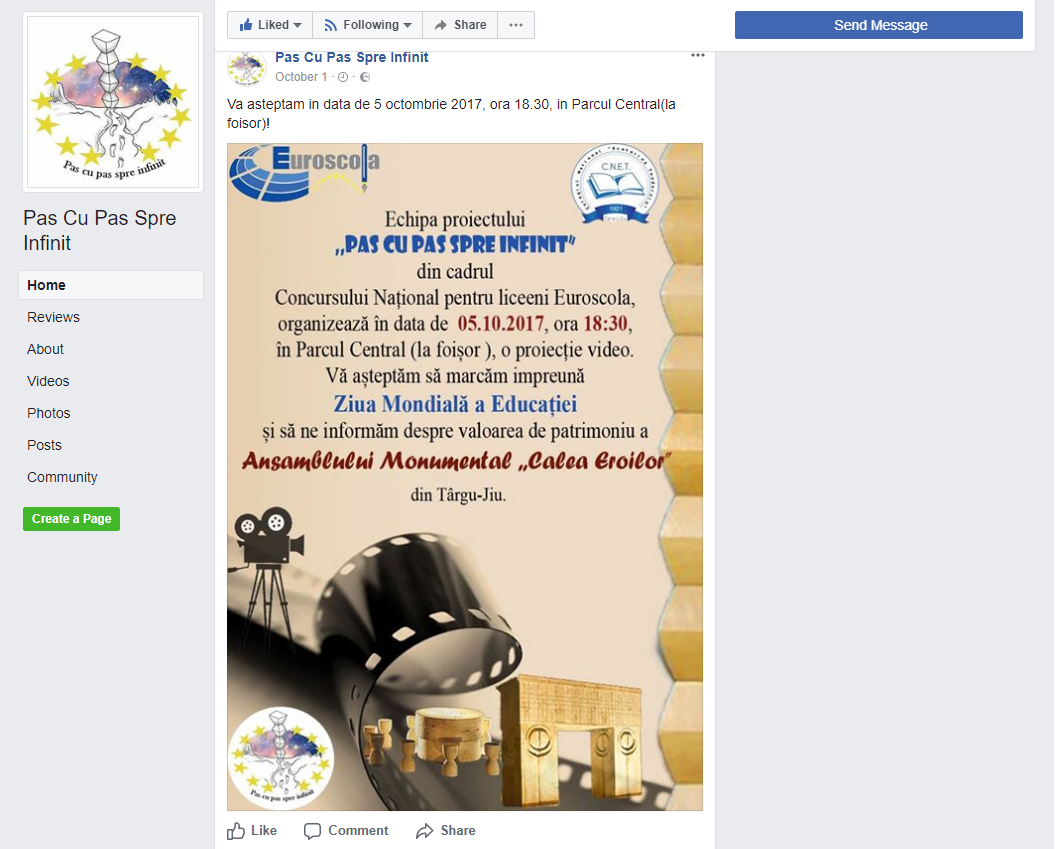 Pas cu pas spre infinit
Pas Cu Pas Spre
Infinit
Home
Reviews
About
Videos
Photos
Posts
Community
Create a Page
Liked
Following
Share
Send Message
Pas Cu Pas Spre Infinit
October 1
Va asteptam in data de 5 octombrie 2017, ora 18.30, in Parcul Central(la
foisor)!
Euroscola
C.N.E.T.
1921
Echipa proiectului
,,PAS CU PAS SPRE INFINIT"
din cadrul
Concursului Național pentru liceeni Euroscola,
organizează în data de 05.10.2017, ora 18:30,
în Parcul Central (la foișor ), o proiecție video.
Vă așteptăm să marcăm impreună
Ziua Mondială a Educației
și să ne informăm despre valoarea de patrimoniu a
Ansamblului Monumental ,,Calea Eroilor"
din Târgu-Jiu.
Pas cu pas spre infinit
Like
Comment
Share